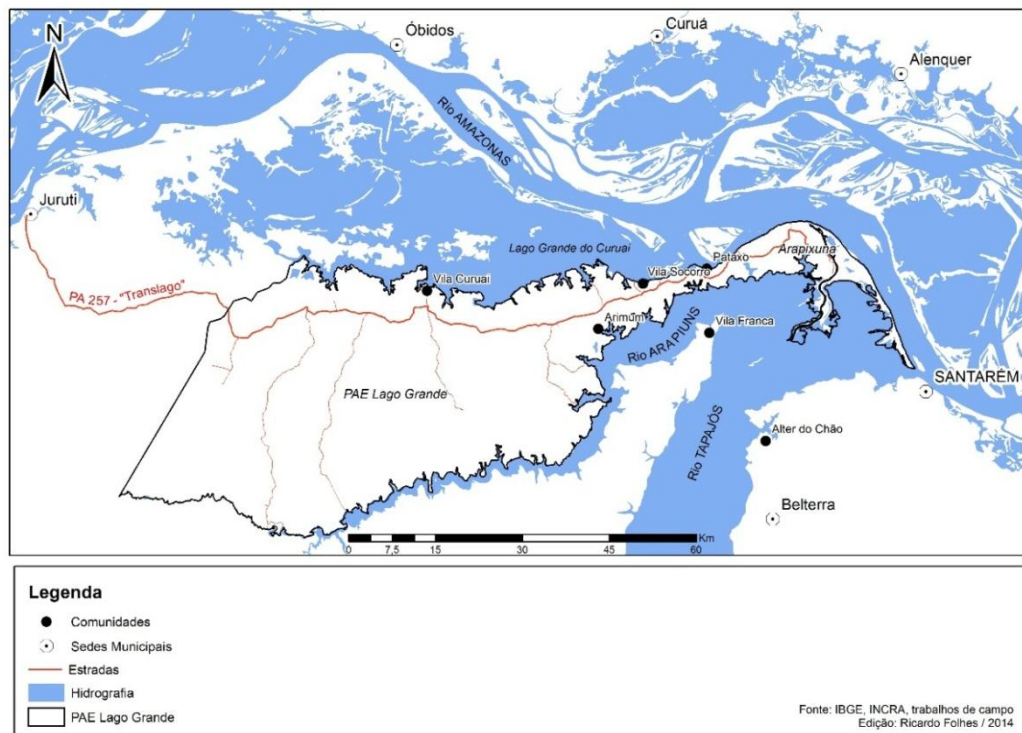 N
Óbidos
Curuá
Alenquer
Rio AMAZONAS
Juruti
Lago Grande do Curuai
Arapixuna
Pataxo
Vila Socorro
Vila Curuai
PA 257 - "Translago"
Arimum
Vila Franca
Rio ARAPIUNS
SANTARÉM
PAE Lago Grande
Rio TAPAJÓS
Alter do Chão
Belterra
Km
0 7,5 15 30 45 60
Legenda
Comunidades
Sedes Municipais
Estradas
Hidrografia
PAE Lago Grande
Fonte: IBGE, INCRA, trabalhos de campo
Edição: Ricardo Folhes / 2014